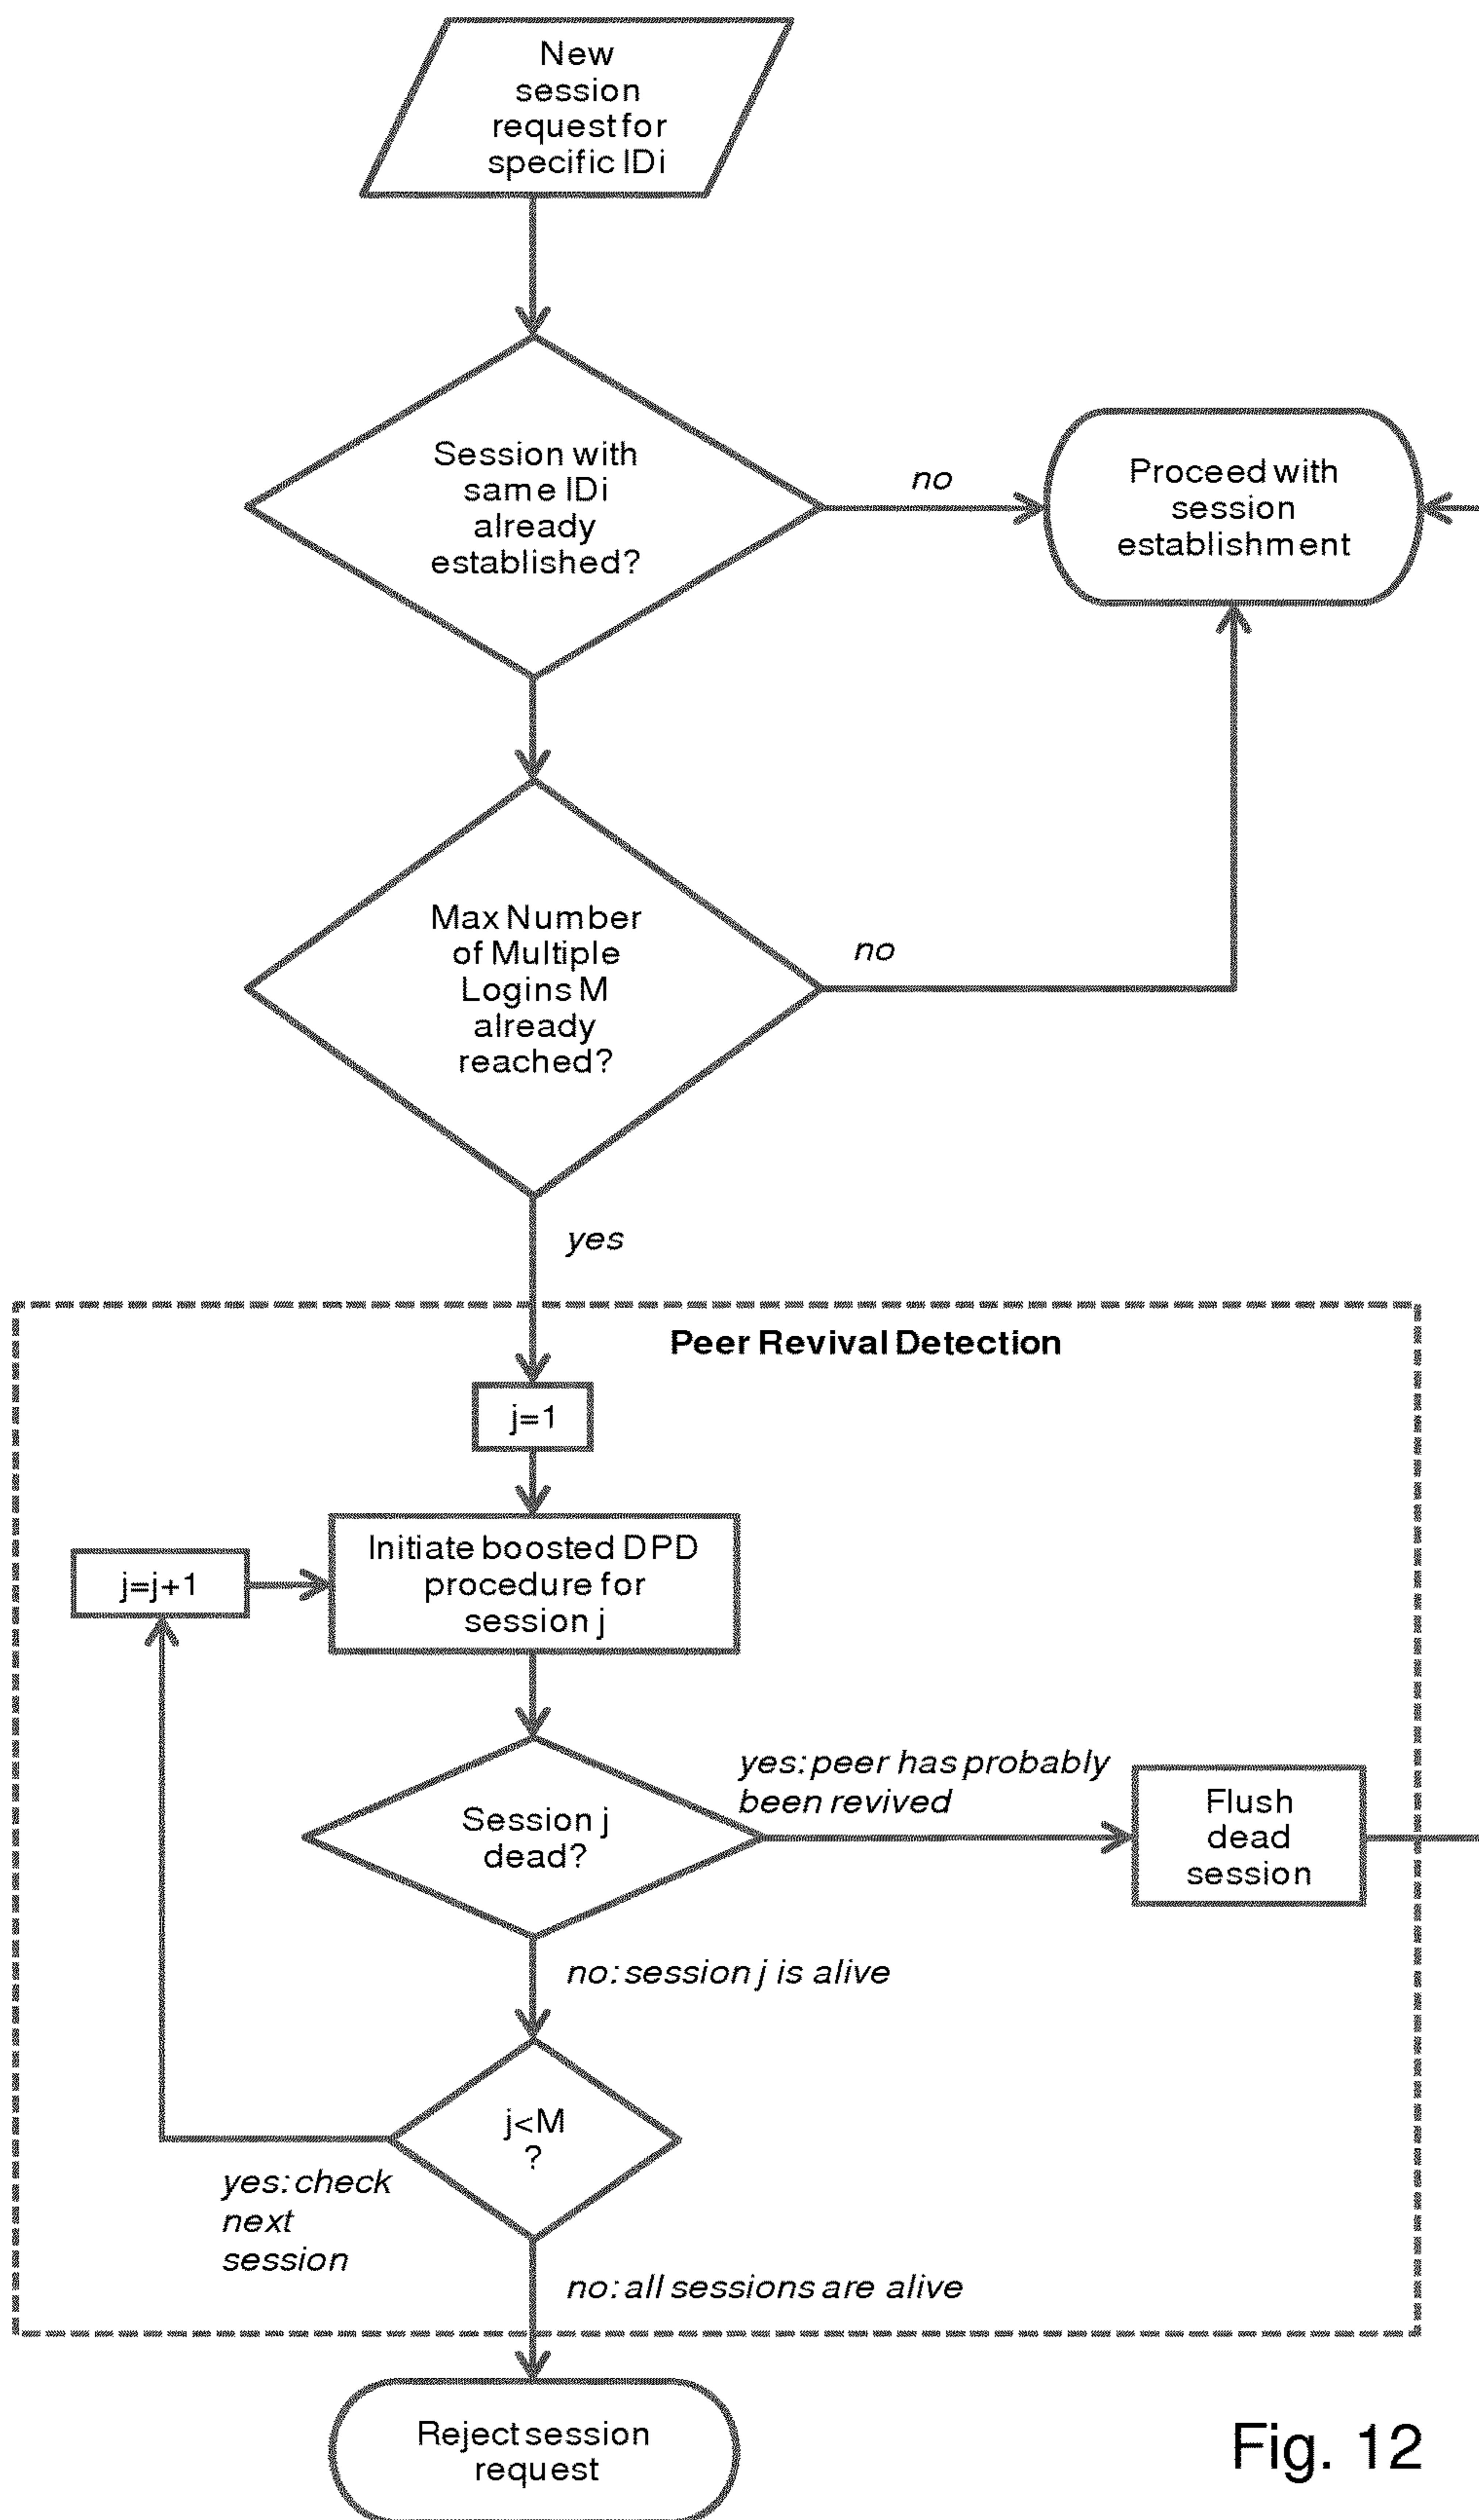 New
session
request for
specific IDi
Session with
same IDi
already
established?
no
Proceed with
session
establishment
Max Number
of Multiple
Logins M
already
reached?
no
yes
Peer Revival Detection
j=1
Initiate boosted DPD
procedure for
session j
j=j+1
Session j
dead?
yes: peer has probably
been revived
Flush
dead
session
no: session j is alive
j<M
?
yes: check
next
session
no: all sessions are alive
Reject session
request
Fig. 12